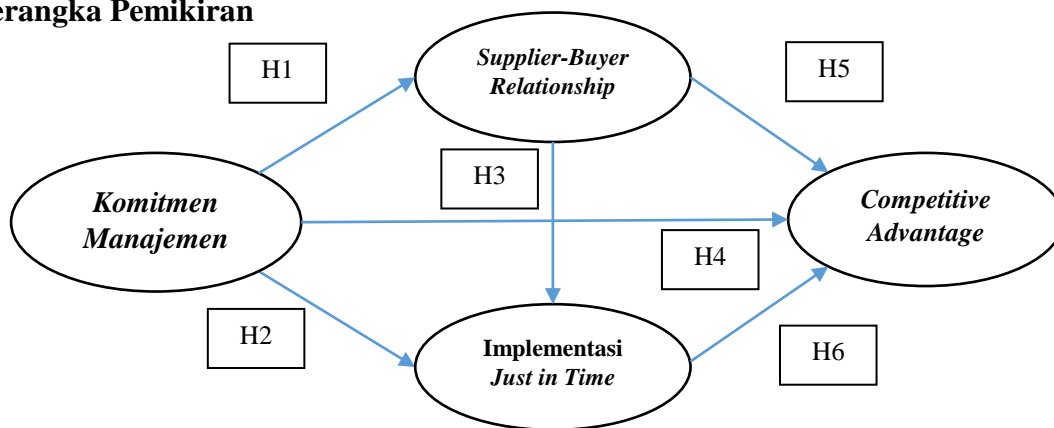 erangka Pemikiran
H1
Supplier-Buyer
Relationship
H5
H3
Komitmen
Manajemen
Competitive
Advantage
H4
H2
Implementasi
Just in Time
H6